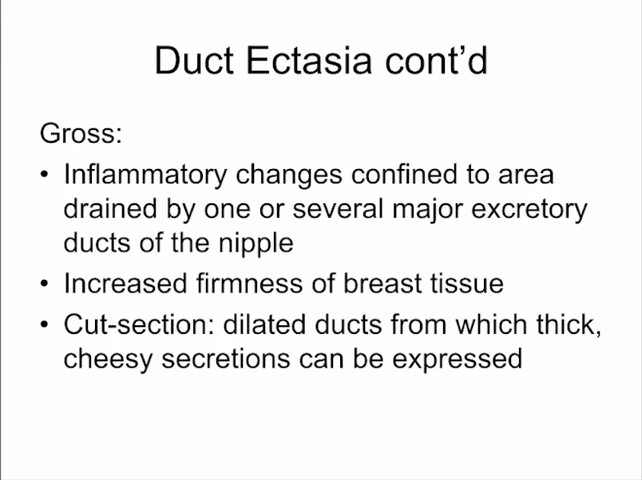 Duct Ectasia cont’d
Gross:
• Inflammatory changes confined to area
drained by one or several major excretory
ducts of the nipple
• Increased firmness of breast tissue
• Cut-section: dilated ducts from which thick,
cheesy secretions can be expressed